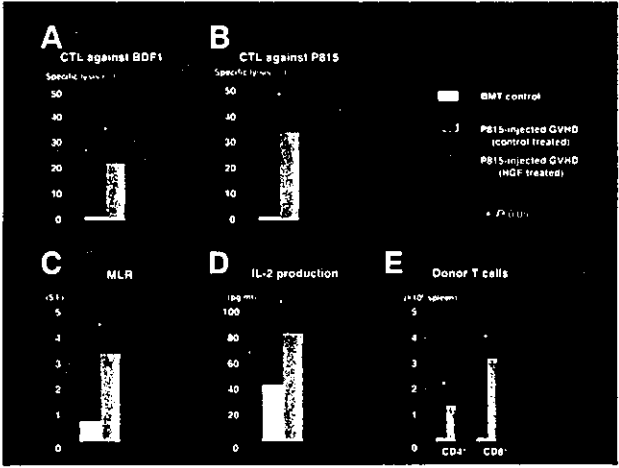 A
CTL against BDF1
Specific lysis
50
40
30
20
10
0
B
CTL against P815
Specific lysis
50
40
30
20
10
0
BMT control
P815-injected GVHD
(control treated)
P815-injected GVHD
(HGF treated)
C
MLR
(S.I.)
5
4
3
2
1
0
D
IL-2 production
(pg/ml)
100
80
60
40
20
0
E
Donor T cells
spleen)
5
4
3
2
1
0
CD4+
CD8+